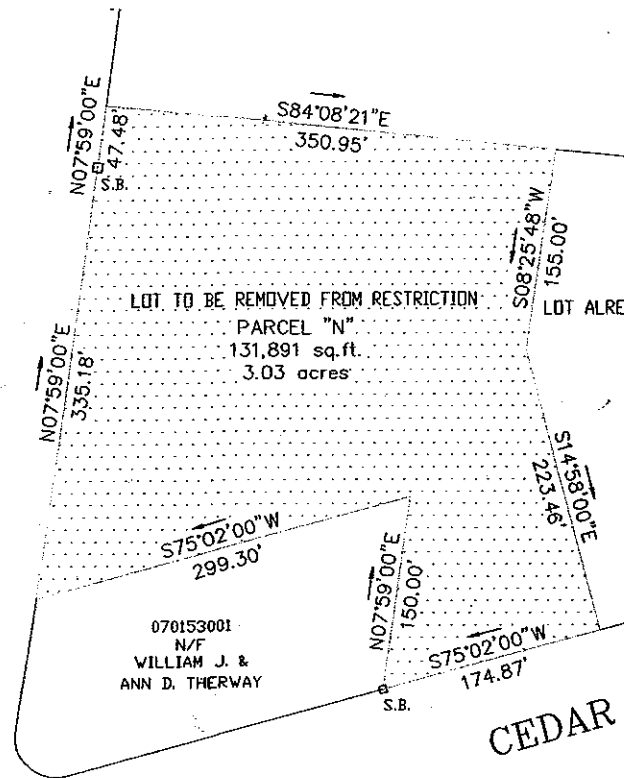 S84°08'21"E
350.95'
N07°59'00"E
47.48'
S.B.
S08°25'48"W
155.00'
LOT TO BE REMOVED FROM RESTRICTION
PARCEL "N"
131,891 sq.ft.
3.03 acres
LOT ALRE
N07°59'00"E
335.18'
S14°58'00"E
223.46'
S75°02'00"W
299.30'
N07°59'00"E
150.00'
070153001
N/F
WILLIAM J. &
ANN D. THERWAY
S75°02'00"W
174.87'
S.B.
CEDAR